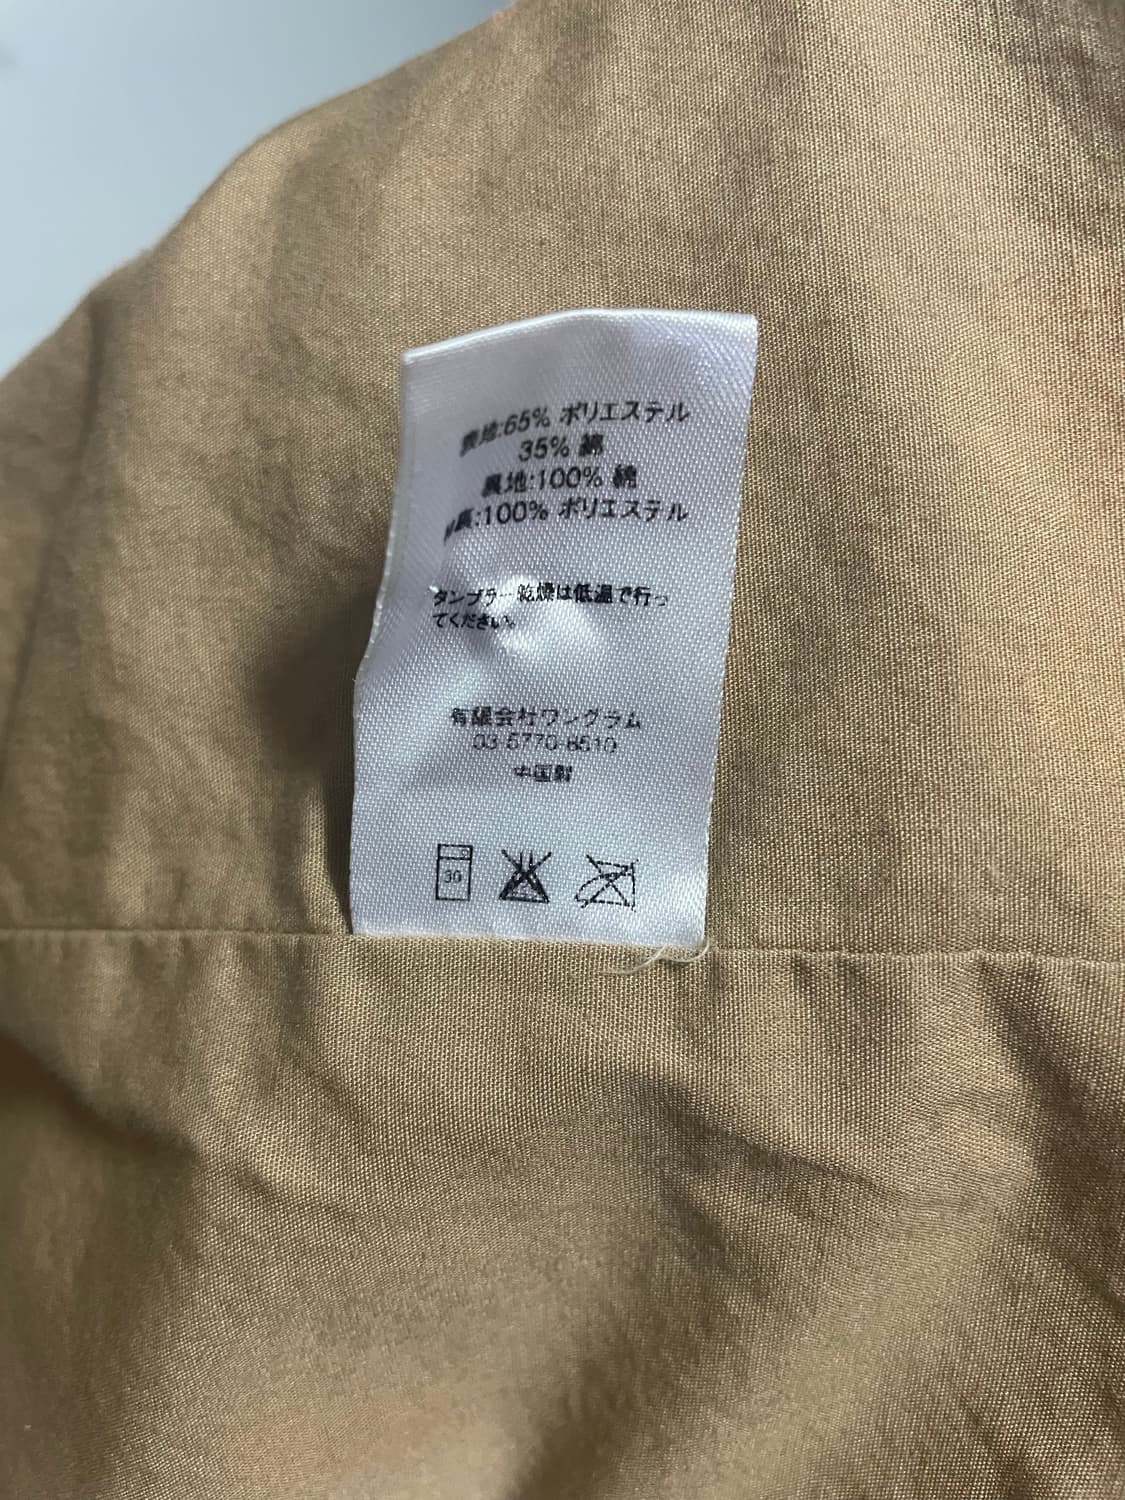 表地:65% ポリエステル
35% 綿
裏地:100% 綿
裏:100% ポリエステル
タンブラー乾燥は低温で行っ
てください。
有限会社ワングラム
03-5770-6510
中国製
30